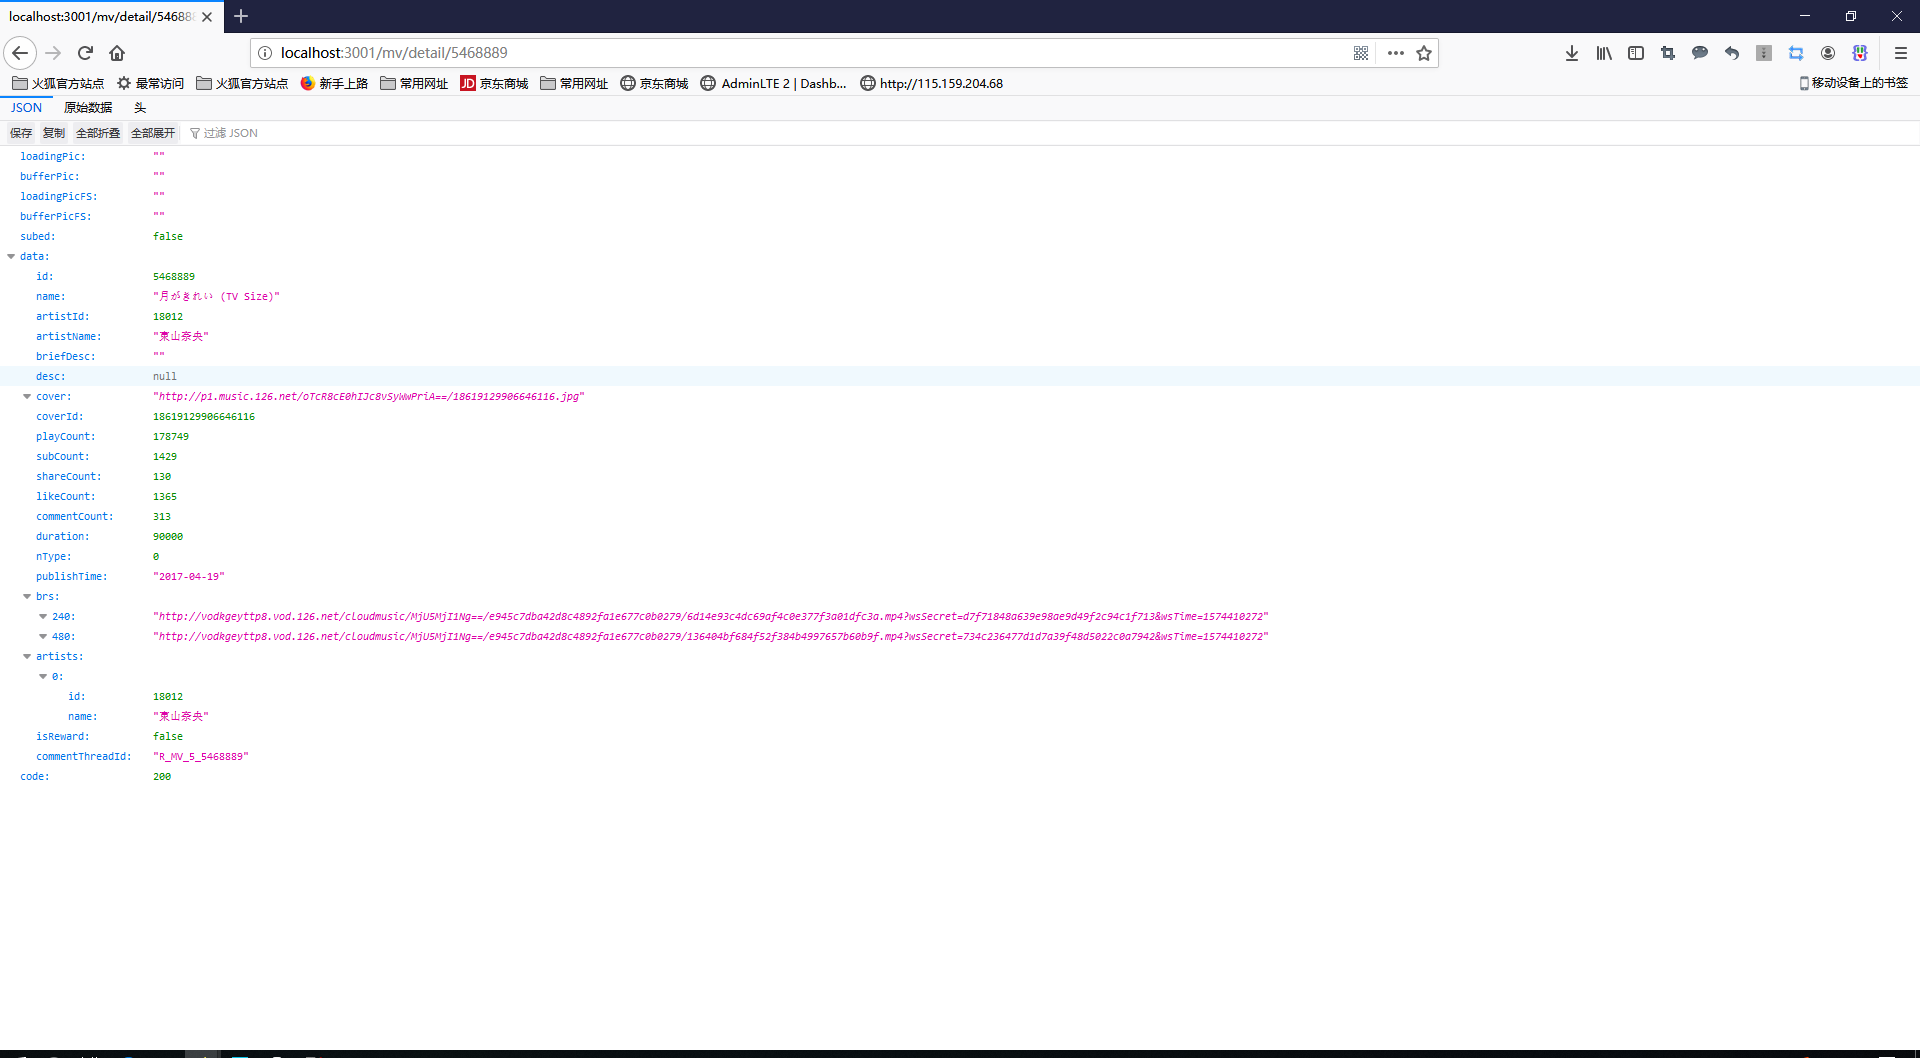 localhost:3001/mv/detail/546888
localhost:3001/mv/detail/5468889
火狐官方站点 最常访问 火狐官方站点 新手上路 常用网址 JD 京东商城 常用网址 京东商城 AdminLTE 2 | Dashb... http://115.159.204.68 移动设备上的书签
JSON 原始数据 头
保存 复制 全部折叠 全部展开 过滤 JSON
loadingPic: ""
bufferPic: ""
loadingPicFS: ""
bufferPicFS: ""
subed: false
data:
id: 5468889
name: "月がきれい (TV Size)"
artistId: 18012
artistName: "東山奈央"
briefDesc: ""
desc: null
cover: "http://p1.music.126.net/oTcR8cE0hIJc8vSyWwPriA==/18619129906646116.jpg"
coverId: 18619129906646116
playCount: 178749
subCount: 1429
shareCount: 130
likeCount: 1365
commentCount: 313
duration: 90000
nType: 0
publishTime: "2017-04-19"
brs:
240: "http://vodkgeyttp8.vod.126.net/cloudmusic/MjU5MjI1Ng==/e945c7dba42d8c4892fa1e677c0b0279/6d14e93c4dc69af4c0e377f3a01dfc3a.mp4?wsSecret=d7f71848a639e98ae9d49f2c94c1f713&wsTime=1574410272"
480: "http://vodkgeyttp8.vod.126.net/cloudmusic/MjU5MjI1Ng==/e945c7dba42d8c4892fa1e677c0b0279/136404bf684f52f384b4997657b60b9f.mp4?wsSecret=734c236477d1d7a39f48d5022c0a7942&wsTime=1574410272"
artists:
0:
id: 18012
name: "東山奈央"
isReward: false
commentThreadId: "R_MV_5_5468889"
code: 200